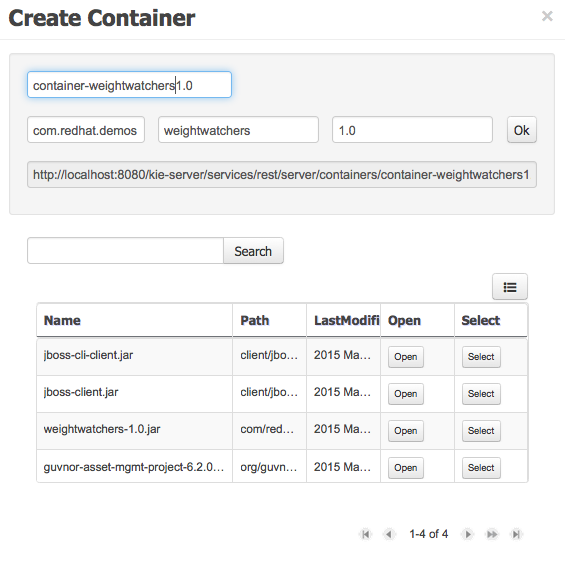 Create Container ×
container-weightwatchers1.0
com.redhat.demos weightwatchers 1.0 Ok
http://localhost:8080/kie-server/services/rest/server/containers/container-weightwatchers1
Search
Name Path LastModifi Open Select
jboss-cli-client.jar client/jbo... 2015 Ma... Open Select
jboss-client.jar client/jbo... 2015 Ma... Open Select
weightwatchers-1.0.jar com/red... 2015 Ma... Open Select
guvnor-asset-mgmt-project-6.2.0... org/guvn... 2015 Ma... Open Select
1-4 of 4